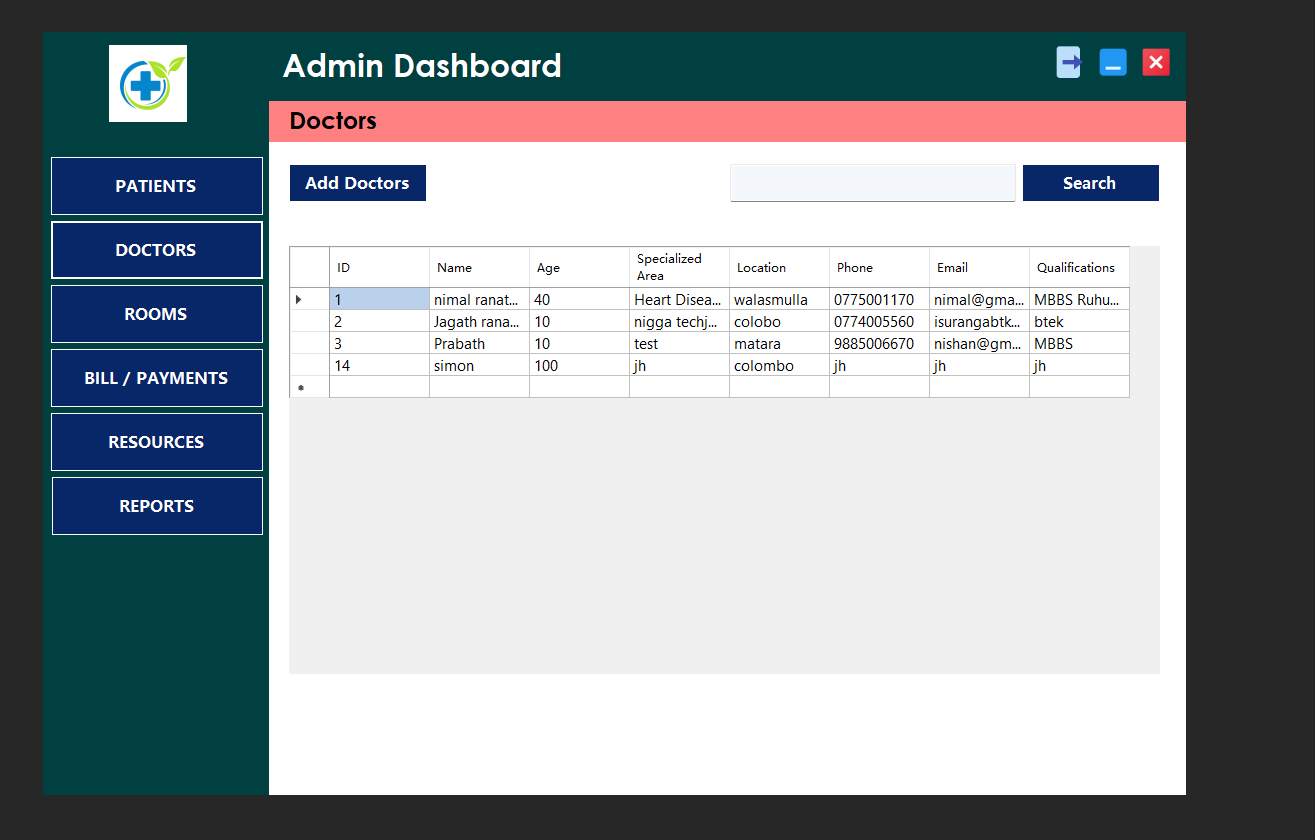 Admin Dashboard
Doctors
PATIENTS
DOCTORS
ROOMS
BILL / PAYMENTS
RESOURCES
REPORTS
Add Doctors
Search
ID Name Age Specialized Area Location Phone Email Qualifications
1 nimal ranat... 40 Heart Disea... walasmulla 0775001170 nimal@gma... MBBS Ruhu...
2 Jagath rana... 10 nigga techj... colobo 0774005560 isurangabtk... btek
3 Prabath 10 test matara 9885006670 nishan@gm... MBBS
14 simon 100 jh colombo jh jh jh